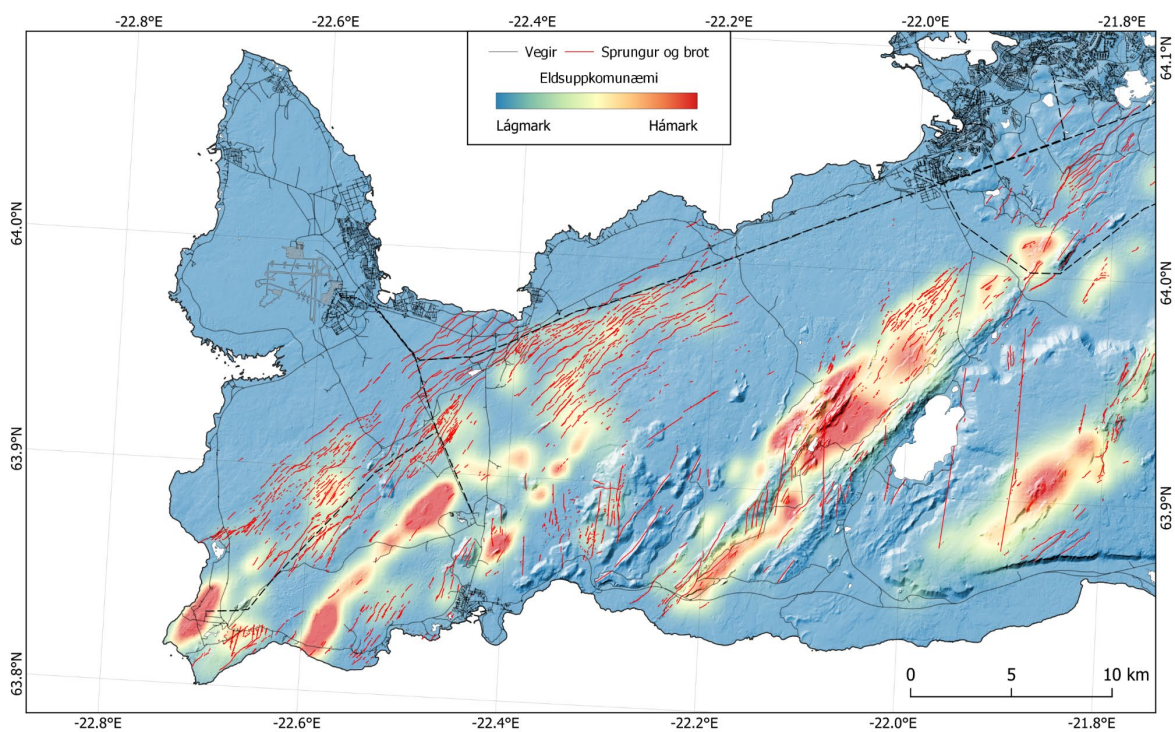 -22.8°E -22.6°E -22.4°E -22.2°E -22.0°E -21.8°E
Vegir Sprungur og brot
Eldsuppkomunæmi
Lágmark Hámark
64.1°N
64.0°N
64.0°N
63.9°N
63.9°N
63.8°N
0 5 10 km
-22.8°E -22.6°E -22.4°E -22.2°E -22.0°E -21.8°E